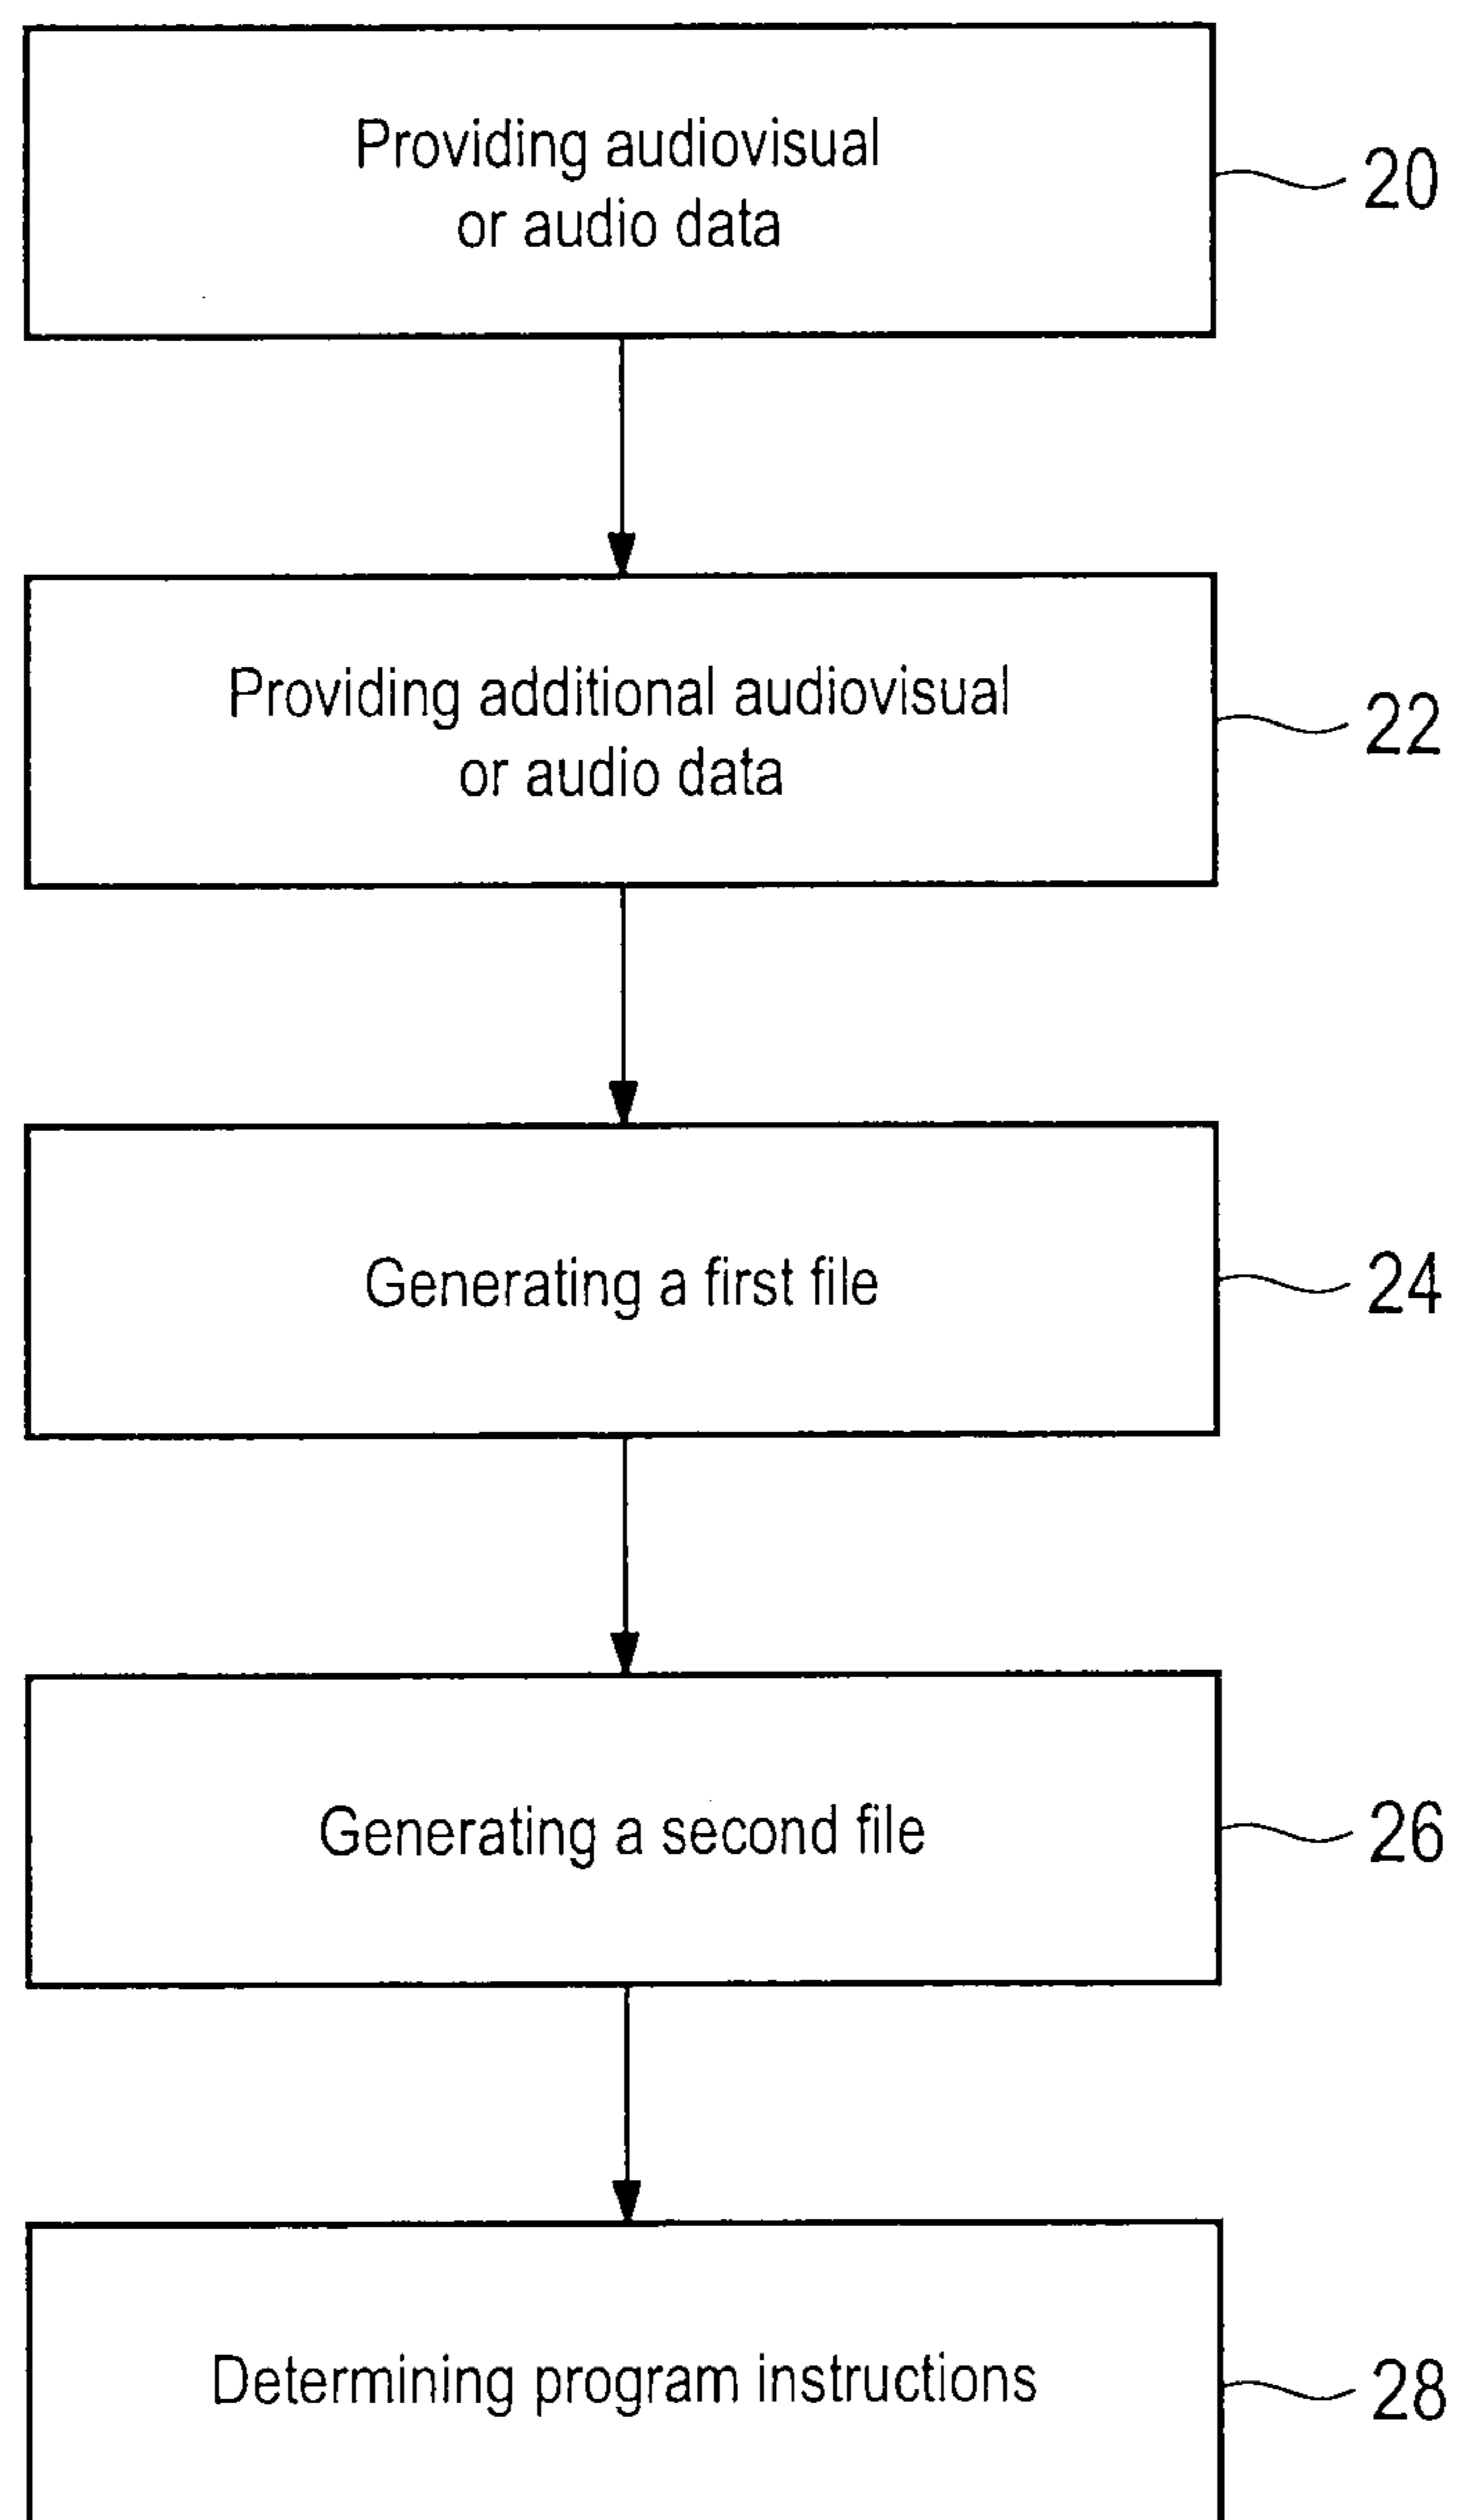 Providing audiovisual
or audio data
20
Providing additional audiovisual
or audio data
22
Generating a first file
24
Generating a second file
26
Determining program instructions
28